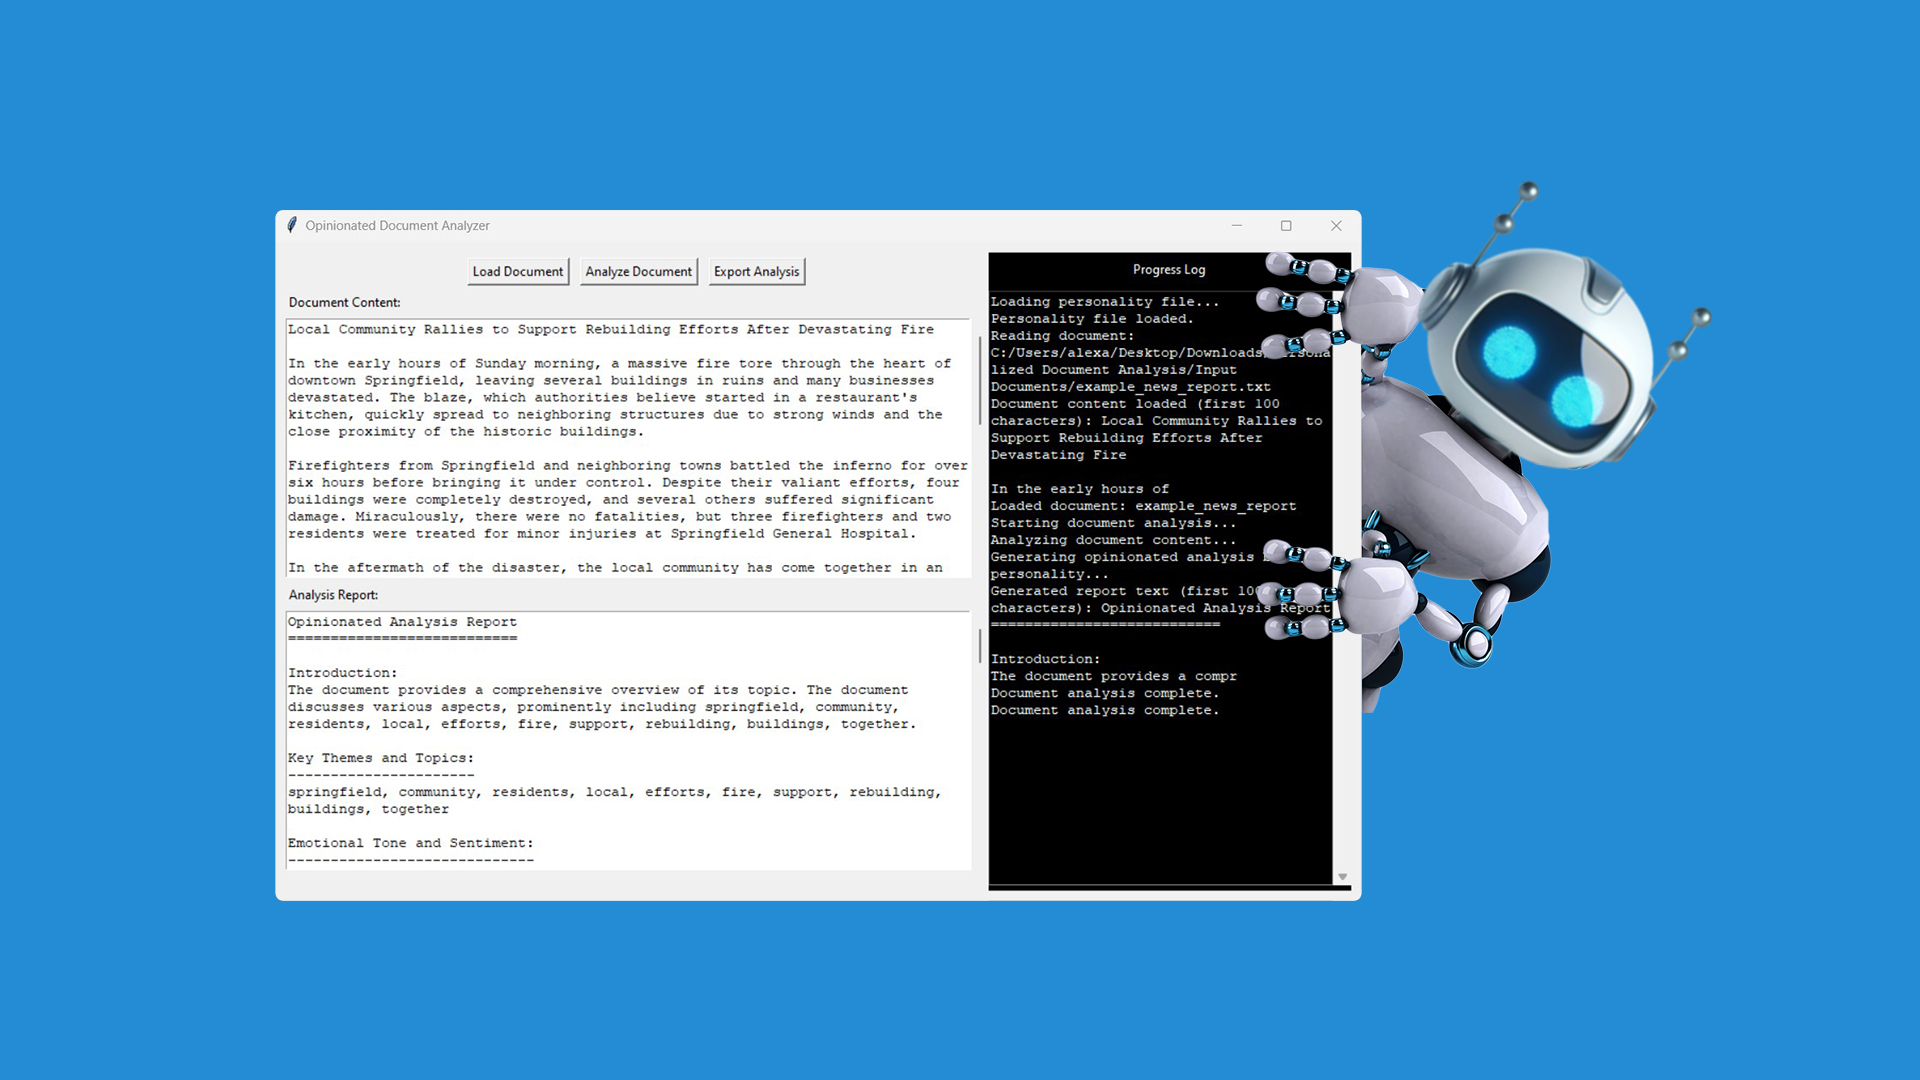 Opinionated Document Analyzer
Load Document
Analyze Document
Export Analysis
Document Content:
Local Community Rallies to Support Rebuilding Efforts After Devastating Fire
In the early hours of Sunday morning, a massive fire tore through the heart of
downtown Springfield, leaving several buildings in ruins and many businesses
devastated. The blaze, which authorities believe started in a restaurant's
kitchen, quickly spread to neighboring structures due to strong winds and the
close proximity of the historic buildings.
Firefighters from Springfield and neighboring towns battled the inferno for over
six hours before bringing it under control. Despite their valiant efforts, four
buildings were completely destroyed, and several others suffered significant
damage. Miraculously, there were no fatalities, but three firefighters and two
residents were treated for minor injuries at Springfield General Hospital.
In the aftermath of the disaster, the local community has come together in an
Analysis Report:
Opinionated Analysis Report
===========================
Introduction:
The document provides a comprehensive overview of its topic. The document
discusses various aspects, prominently including springfield, community,
residents, local, efforts, fire, support, rebuilding, buildings, together.
Key Themes and Topics:
----------------------
springfield, community, residents, local, efforts, fire, support, rebuilding,
buildings, together
Emotional Tone and Sentiment:
-----------------------------
Progress Log
Loading personality file...
Personality file loaded.
Reading document:
C:/Users/alexa/Desktop/Downloads
lized Document Analysis/Input
Documents/example_news_report.txt
Document content loaded (first 100
characters): Local Community Rallies to
Support Rebuilding Efforts After
Devastating Fire
In the early hours of
Loaded document: example_news_report
Starting document analysis...
Analyzing document content...
Generating opinionated analysis
personality...
Generated report text (first 100
characters): Opinionated Analysis Report
===========================
Introduction:
The document provides a compr
Document analysis complete.
Document analysis complete.